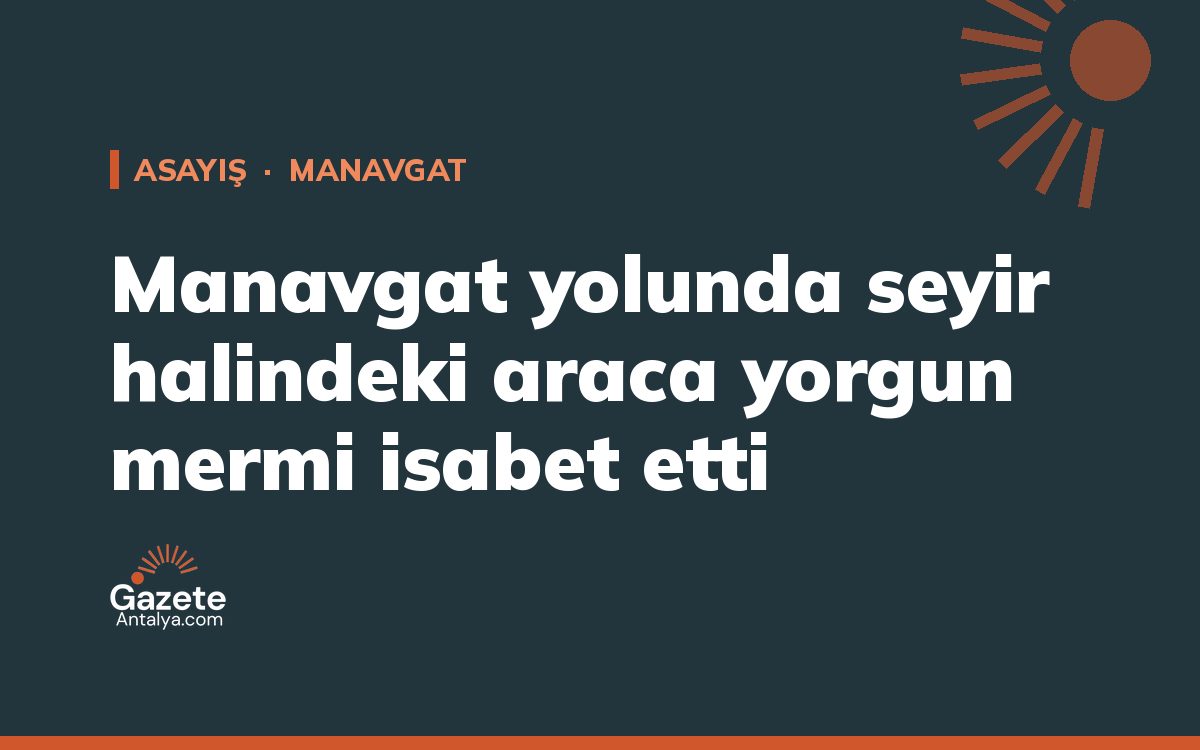 ASAYIŞ · MANAVGAT
Manavgat yolunda seyir
halindeki araca yorgun
mermi isabet etti
Gazete
Antalya.com